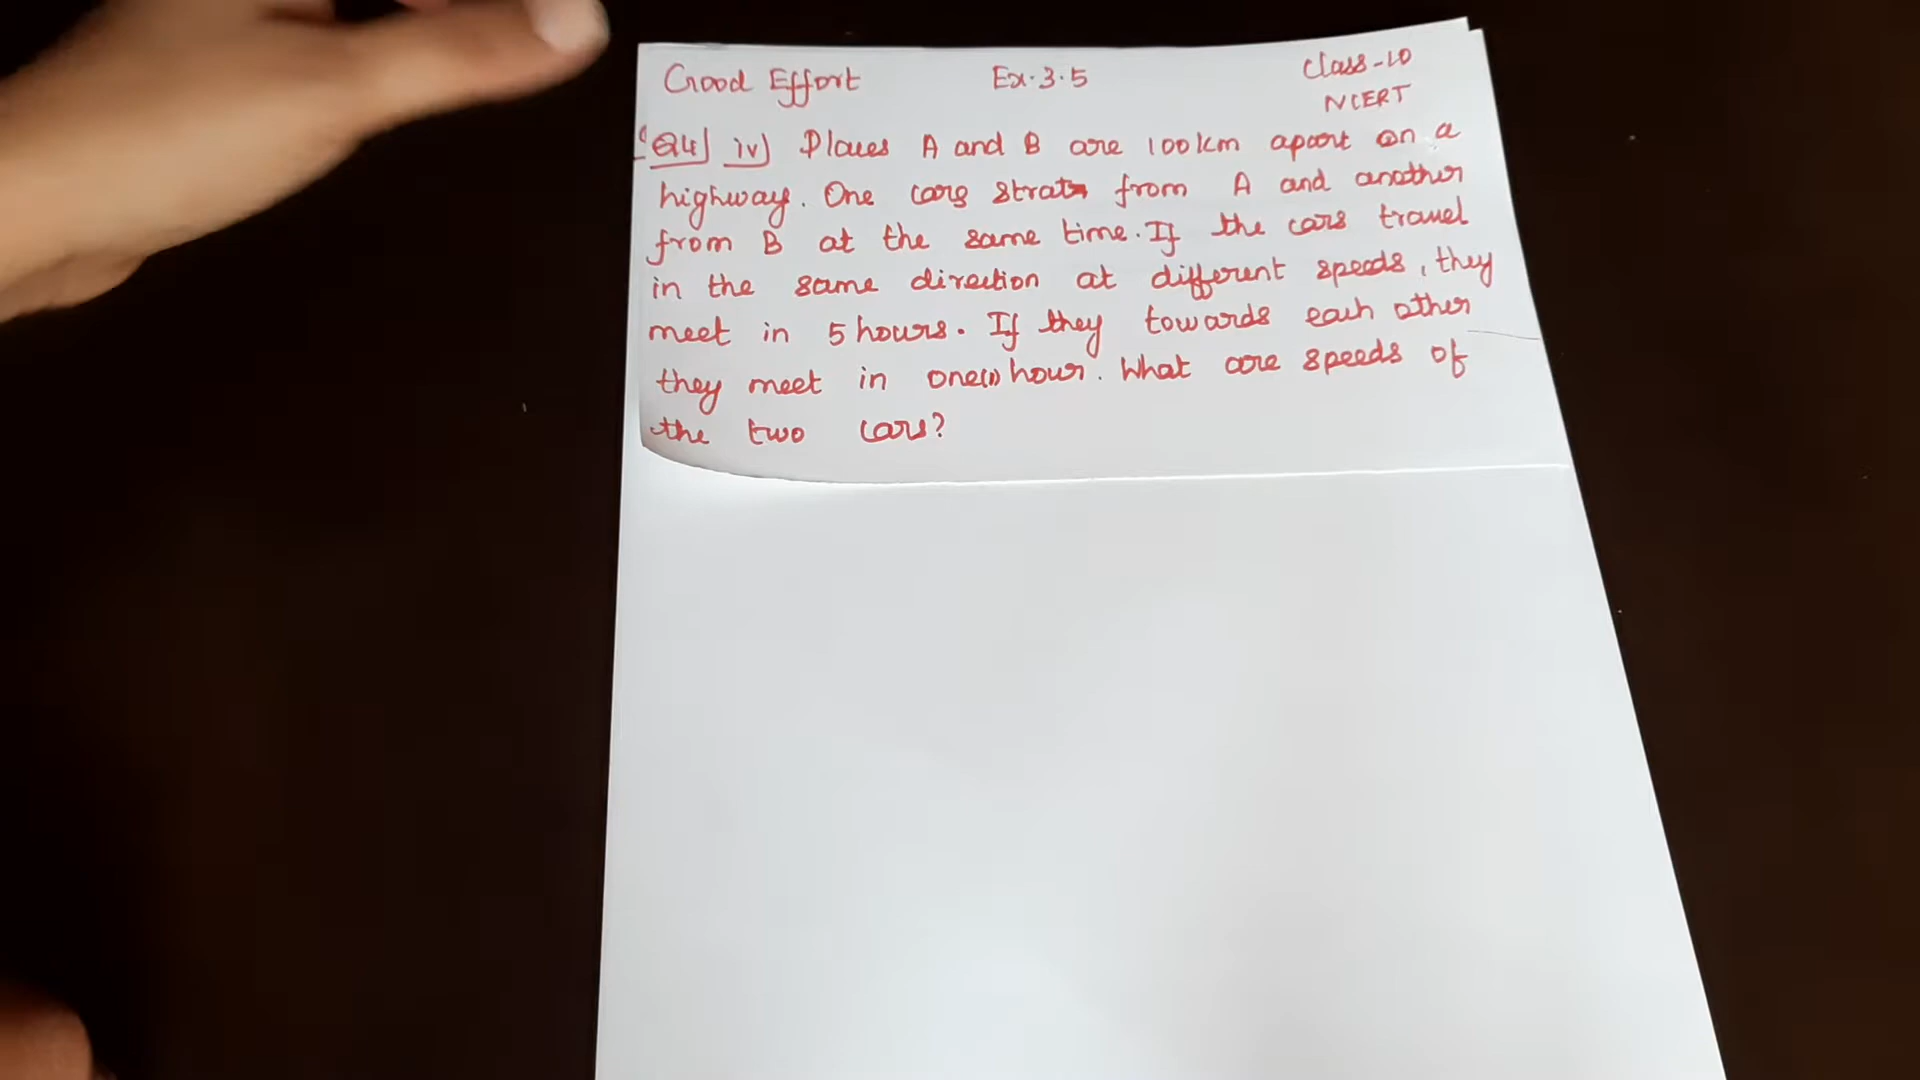 Good Effort Ex.3.5 Class-10
NCERT
Q4] iv) Places A and B are 100km apart on a
highway. One cars strats from A and another
from B at the same time. If the cars travel
in the same direction at different speeds, they
meet in 5 hours. If they towards each other
they meet in one(1) hour. What are speeds of
the two cars?